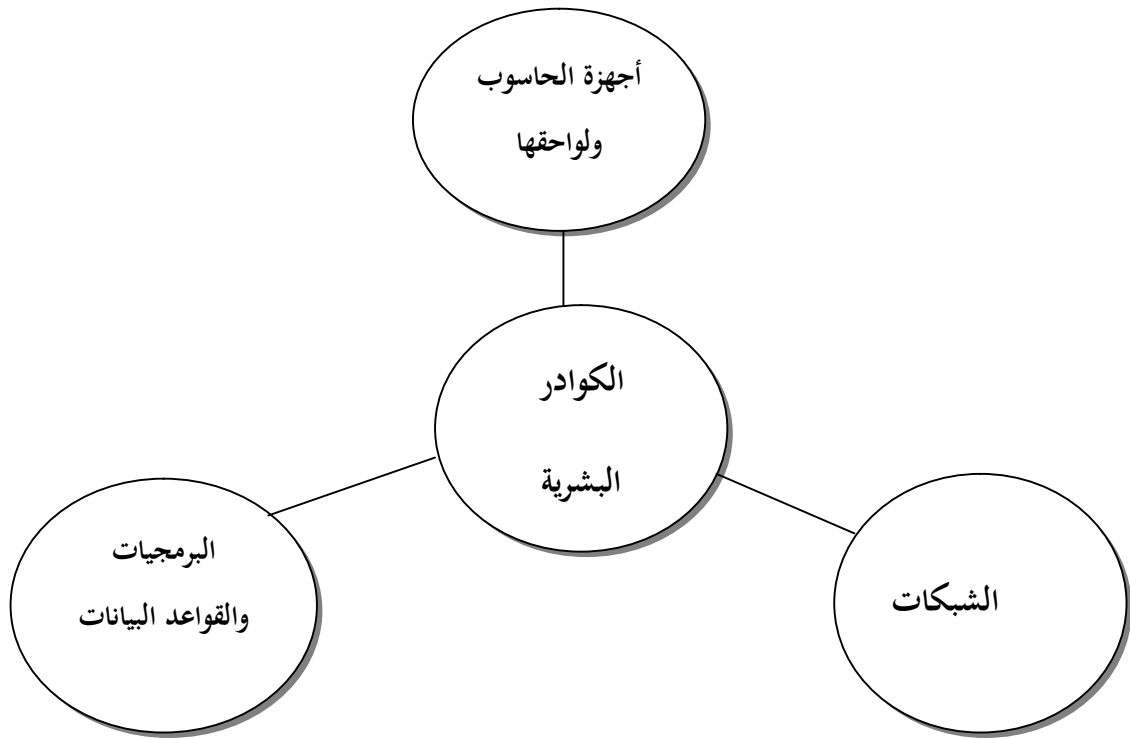 أجهزة الحاسوب
ولواحقها
الكوادر
البشرية
البرمجيات
والقواعد البيانات
الشبكات